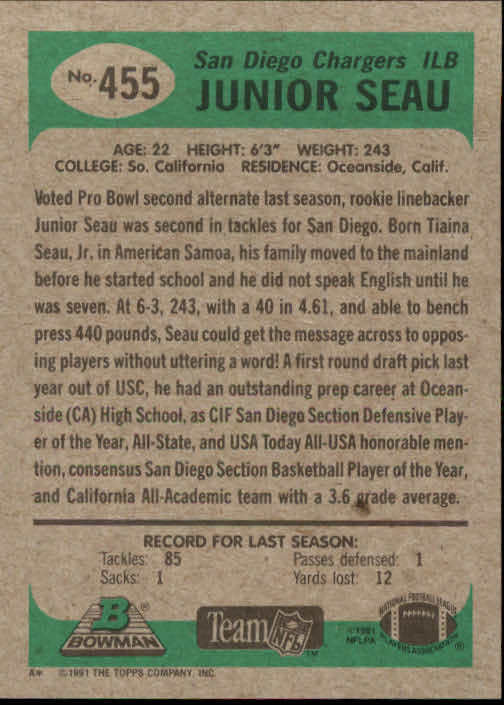 No. 455
San Diego Chargers ILB
JUNIOR SEAU
AGE: 22 HEIGHT: 6'3" WEIGHT: 243
COLLEGE: So. California RESIDENCE: Oceanside, Calif.
Voted Pro Bowl second alternate last season, rookie linebacker
Junior Seau was second in tackles for San Diego. Born Tiaina
Seau, Jr. in American Samoa, his family moved to the mainland
before he started school and he did not speak English until he
was seven. At 6-3, 243, with a 40 in 4.61, and able to bench
press 440 pounds, Seau could get the message across to oppos-
ing players without uttering a word! A first round draft pick last
year out of USC, he had an outstanding prep career at Ocean-
side (CA) High School, as CIF San Diego Section Defensive Play-
er of the Year, All-State, and USA Today All-USA honorable men-
tion, consensus San Diego Section Basketball Player of the Year,
and California All-Academic team with a 3.6 grade average.
RECORD FOR LAST SEASON:
Tackles: 85 Passes defensed: 1
Sacks: 1 Yards lost: 12
B
BOWMAN®
Team NFL™
©1991
NFLPA
NATIONAL FOOTBALL LEAGUE
PLAYERS ASSOCIATION®
A* ©1991 THE TOPPS COMPANY, INC.